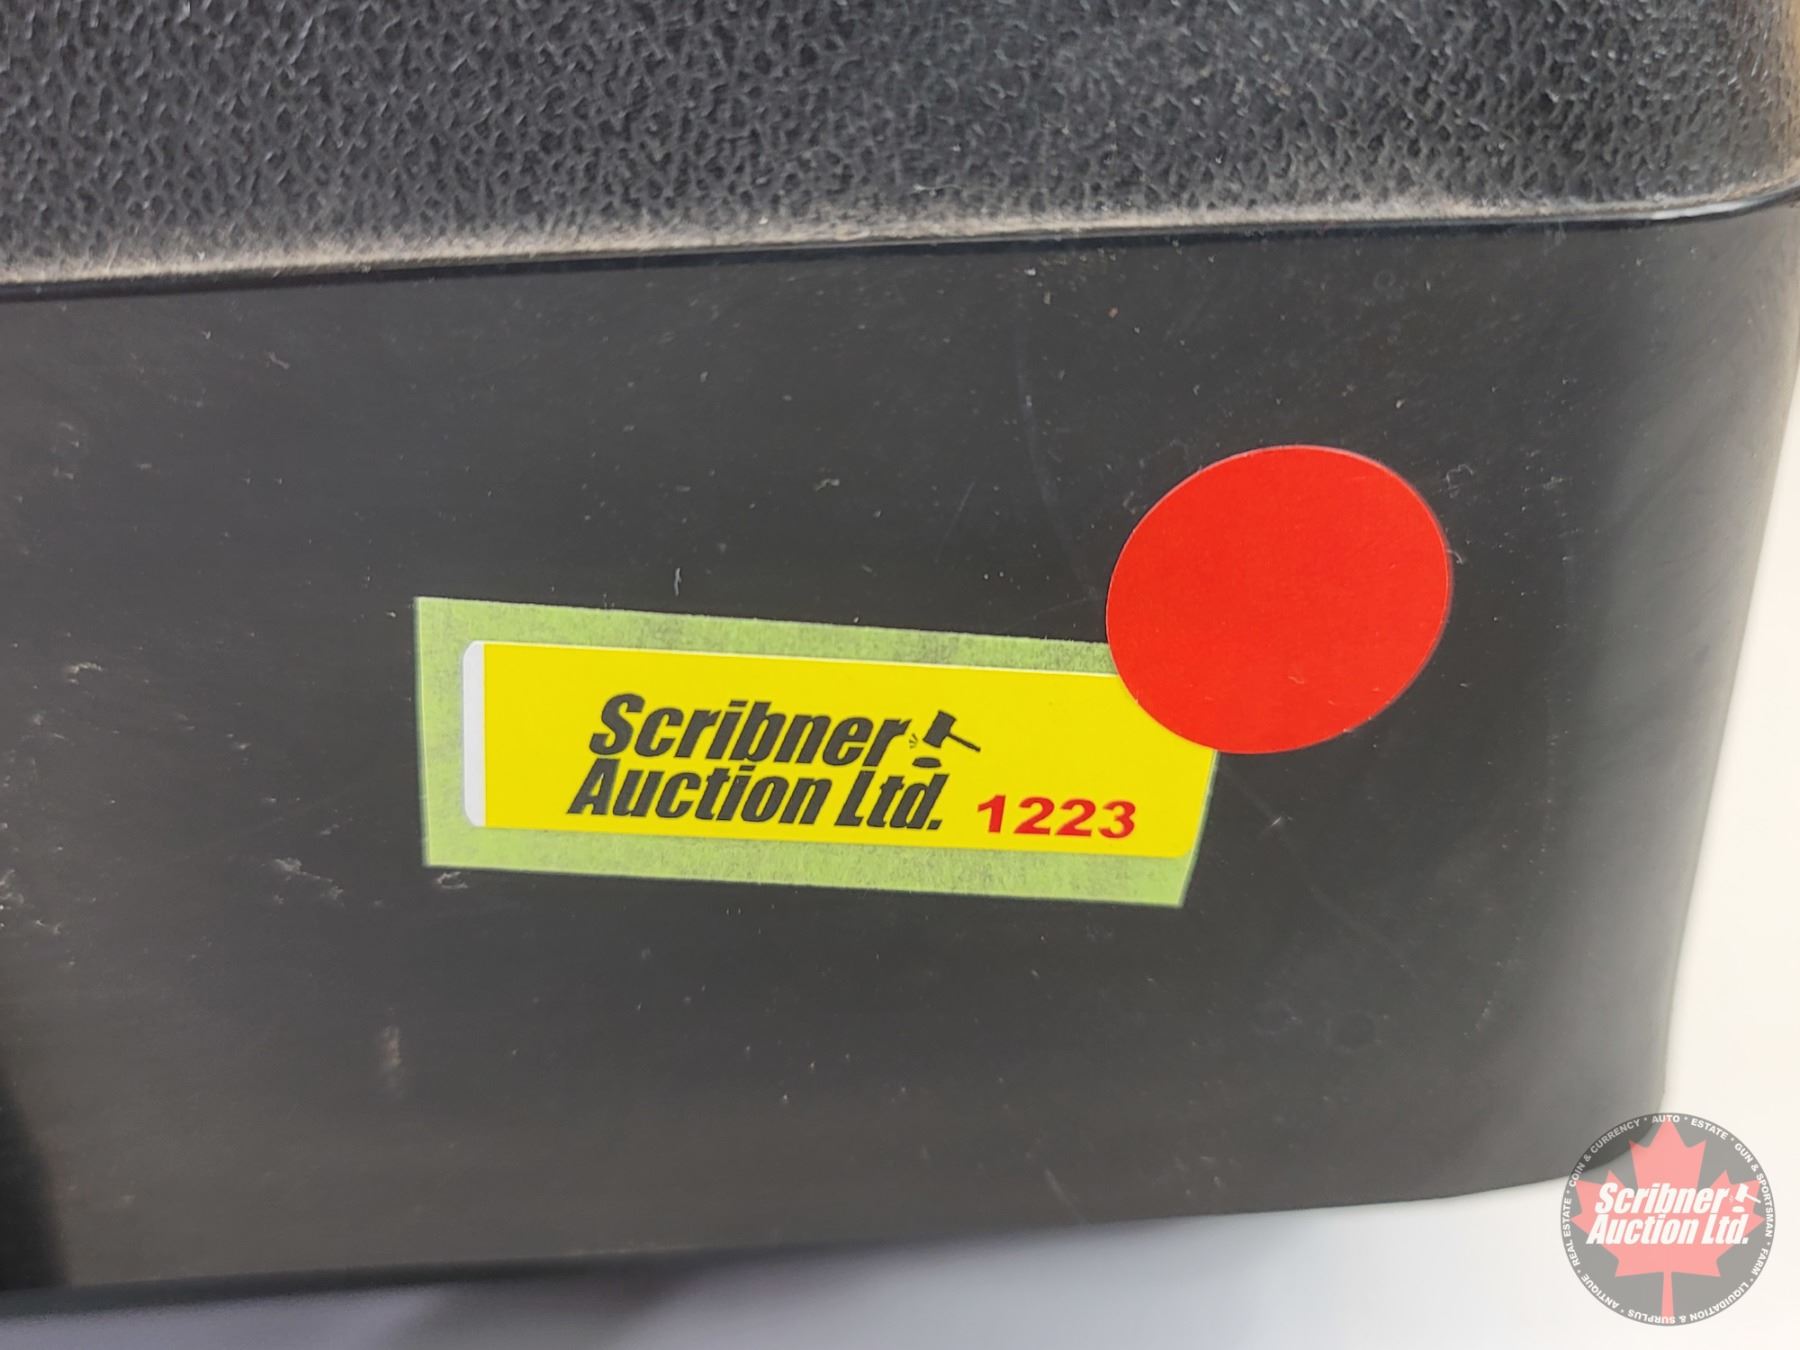 Scribner
Auction Ltd. 1223
COIN & CURRENCY · AUTO · ESTATE · GUN & SPORTSMAN · FARM · LIQUIDATION & SURPLUS · ANTIQUE · REAL ESTATE ·
Scribner
Auction Ltd.